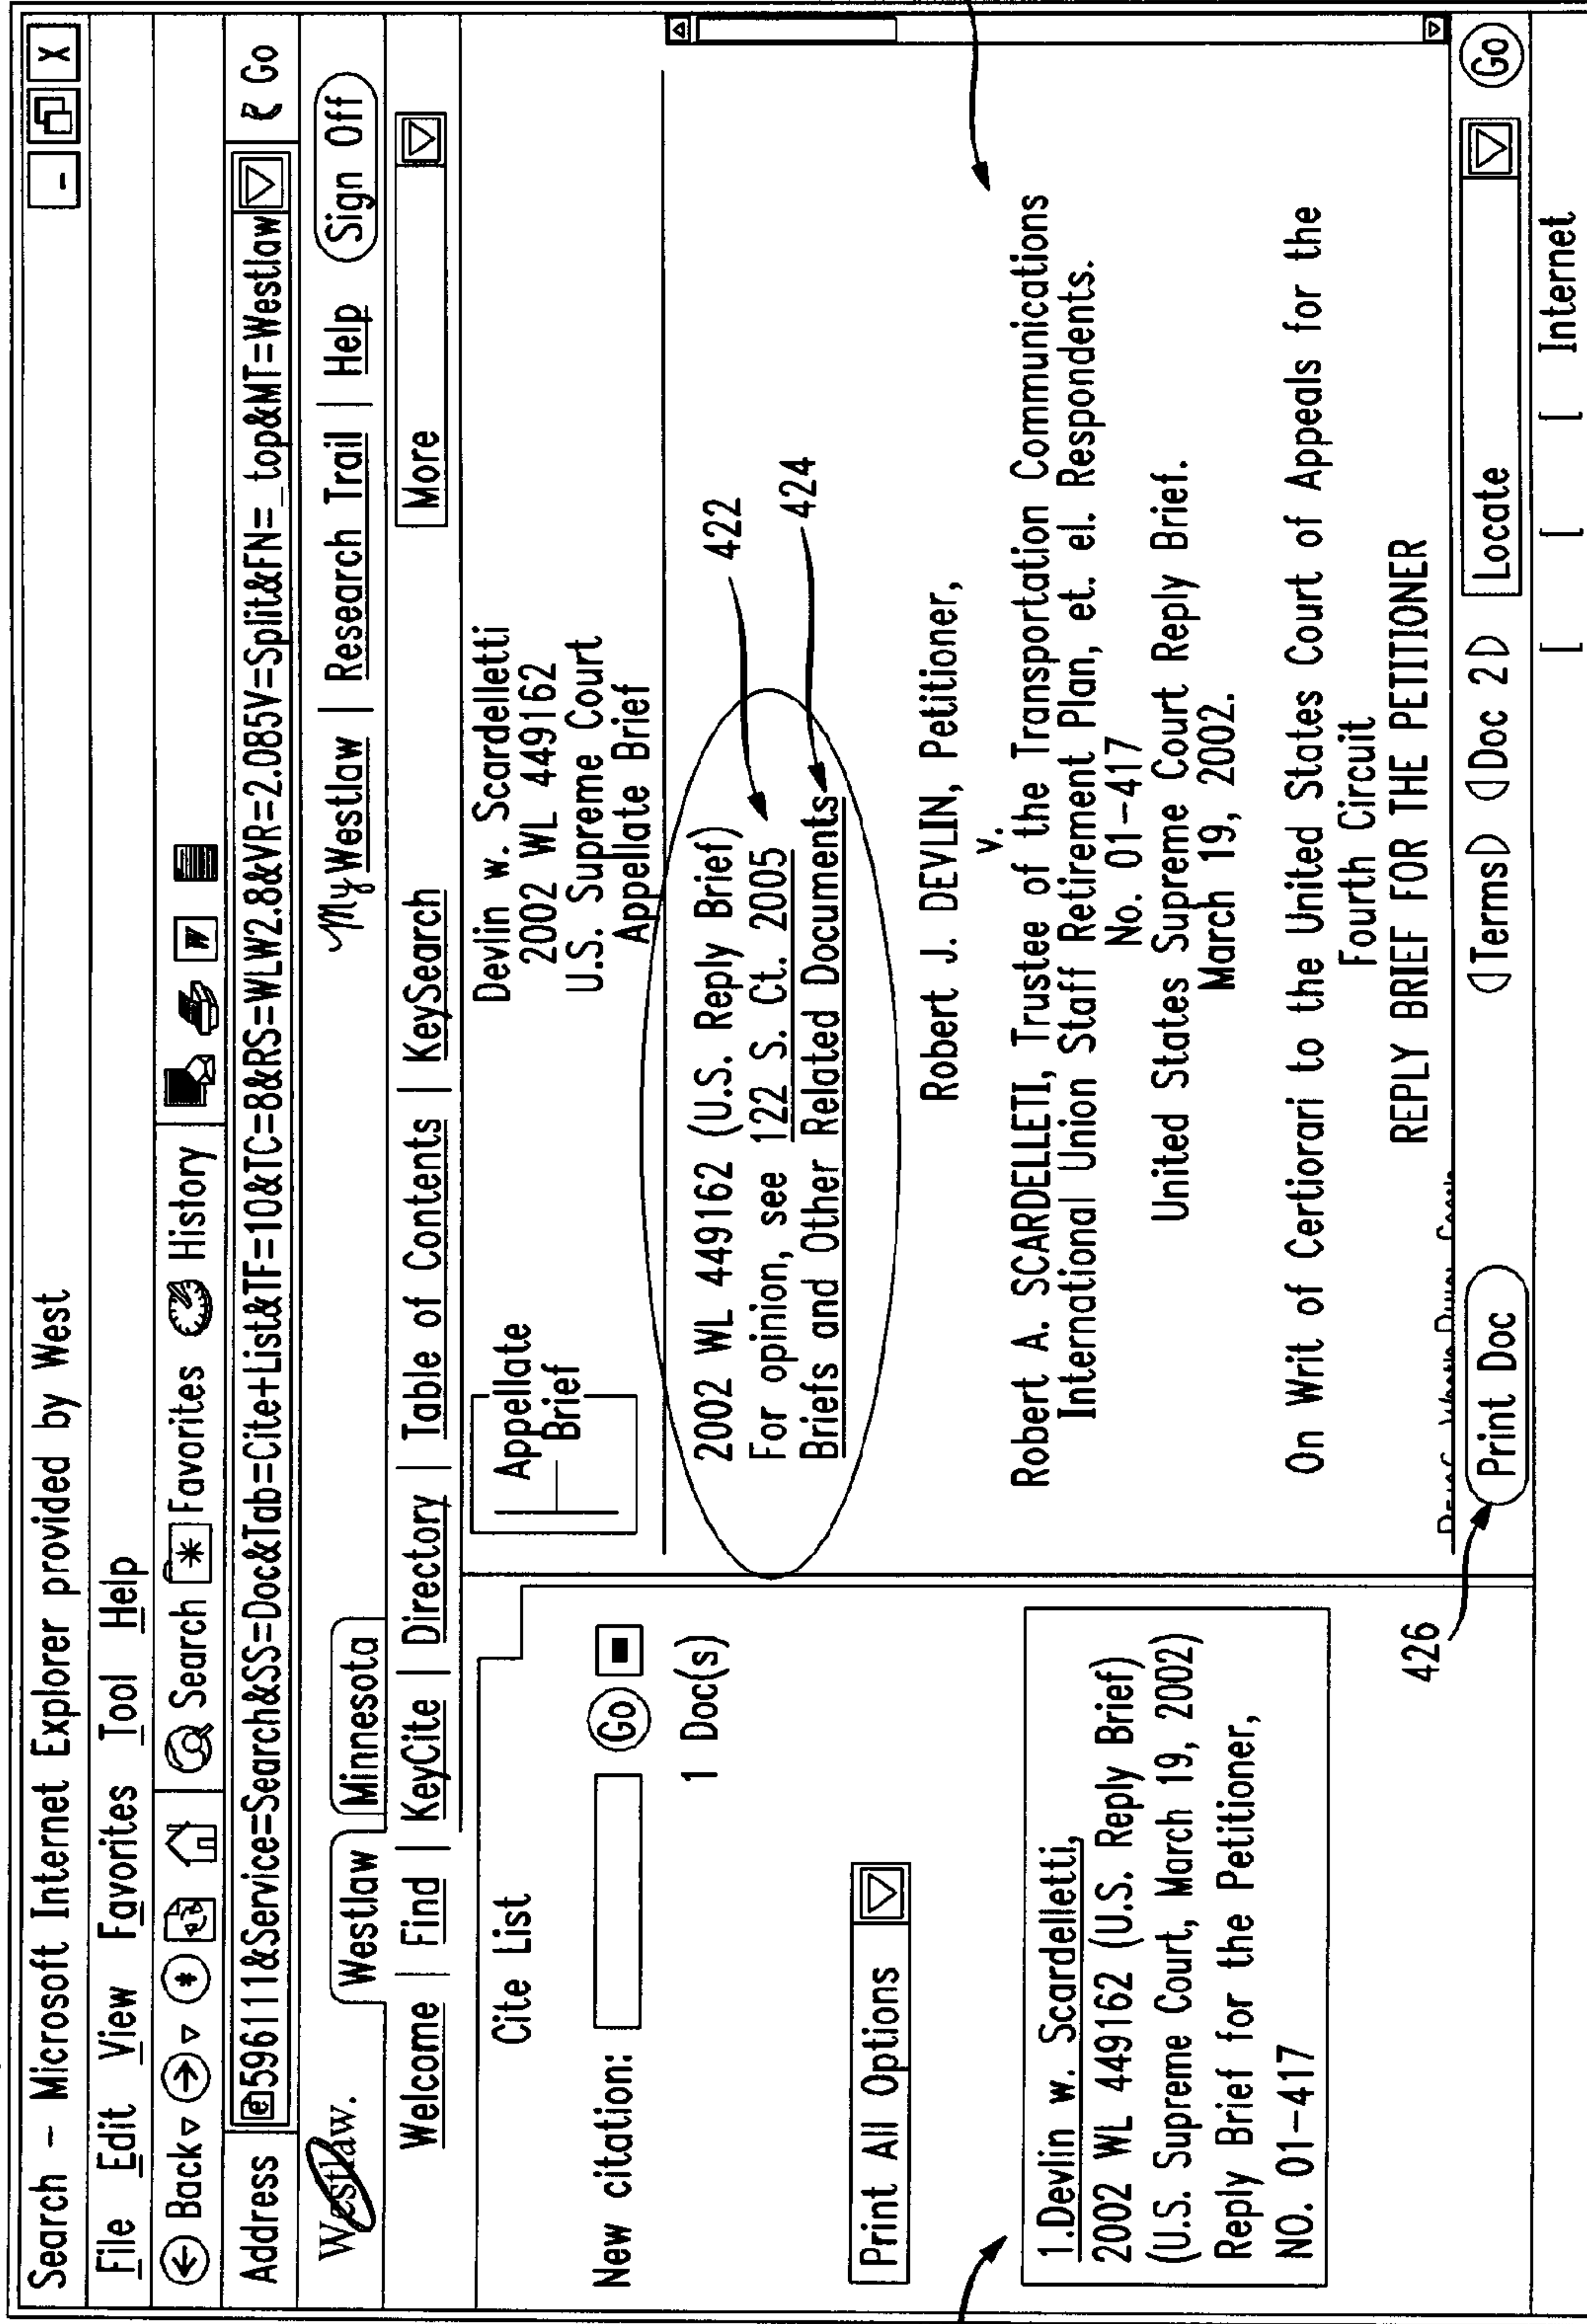 Search – Microsoft Internet Explorer provided by West
File Edit View Favorites Tool Help
Back Search Favorites History
Address 596111&Service=Search&SS=Doc&Tab=Cite+List&TF=10&TC=8&RS=WLW2.8&VR=2.085V=Split&FN=_top&MT=Westlaw Go
Westlaw. Westlaw Minnesota My Westlaw | Research Trail | Help Sign Off
Welcome | Find | KeyCite | Directory | Table of Contents | KeySearch More
Cite List
New citation: Go
1 Doc(s)
Print All Options
1.Devlin w. Scardelletti,
2002 WL 449162 (U.S. Reply Brief)
(U.S. Supreme Court, March 19, 2002)
Reply Brief for the Petitioner,
NO. 01–417
Appellate
Brief
Devlin w. Scardelletti
2002 WL 449162
U.S. Supreme Court
Appellate Brief
2002 WL 449162 (U.S. Reply Brief)
For opinion, see 122 S. Ct. 2005
Briefs and Other Related Documents
422
424
Robert J. DEVLIN, Petitioner,
v.
Robert A. SCARDELLETI, Trustee of the Transportation Communications
International Union Staff Retirement Plan, et. el. Respondents.
No. 01–417
United States Supreme Court Reply Brief.
March 19, 2002.
On Writ of Certiorari to the United States Court of Appeals for the
Fourth Circuit
REPLY BRIEF FOR THE PETITIONER
426
Print Doc Terms Doc 2 Locate Go
Internet